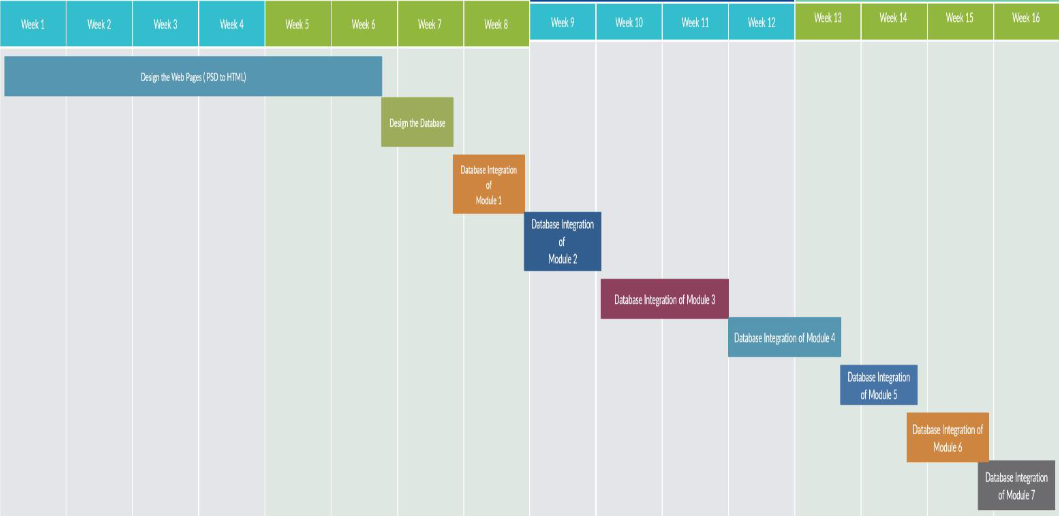 Week 1 Week 2 Week 3 Week 4 Week 5 Week 6 Week 7 Week 8 Week 9 Week 10 Week 11 Week 12 Week 13 Week 14 Week 15 Week 16
Design the Web Pages ( PSD to HTML)
Design the Database
Database Integration
of
Module 1
Database Integration
of
Module 2
Database Integration of Module 3
Database Integration of Module 4
Database Integration
of Module 5
Database Integration of
Module 6
Database Integration
of Module 7